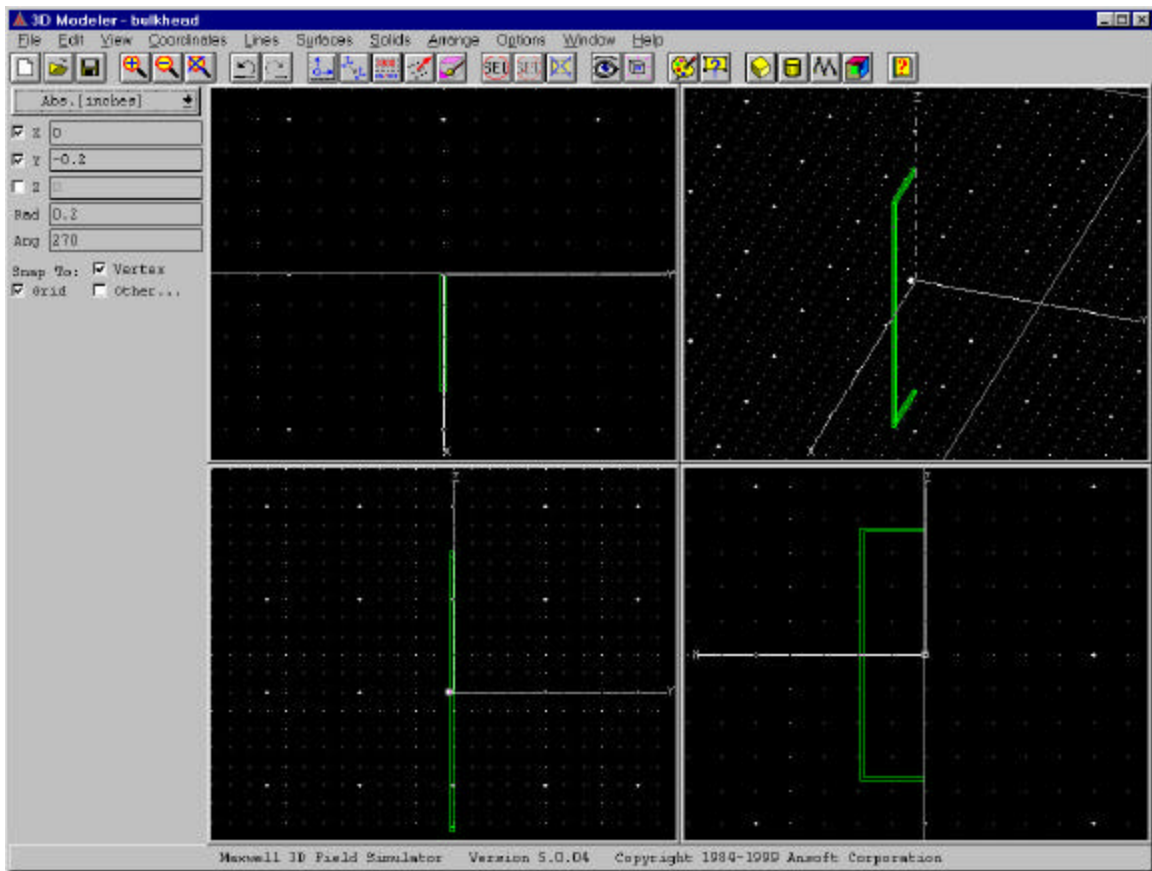 3D Modeler - bulkhead
File Edit View Coordinates Lines Surfaces Solids Arrange Options Window Help
SEL
Abs.[inches]
X 0
Y -0.2
Z
Rad 0.2
Ang 270
Snap To: Vertex
Grid Other...
Z
Y
X
Y
X
Z
Y
Z
X
Maxwell 3D Field Simulator Version 5.0.04 Copyright 1984-1999 Ansoft Corporation